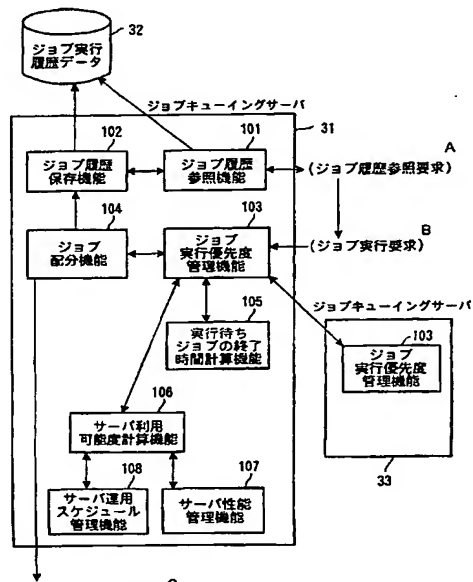 32
ジョブ実行
履歴データ
ジョブキューイングサーバ
31
102
ジョブ履歴
保存機能
101
ジョブ履歴
参照機能
A
(ジョブ履歴参照要求)
104
ジョブ
配分機能
103
ジョブ
実行優先度
管理機能
B
(ジョブ実行要求)
105
実行待ち
ジョブの終了
時間計算機能
ジョブキューイングサーバ
103
ジョブ
実行優先度
管理機能
33
106
サーバ利用
可能度計算機能
108
サーバ運用
スケジュール
管理機能
107
サーバ性能
管理機能